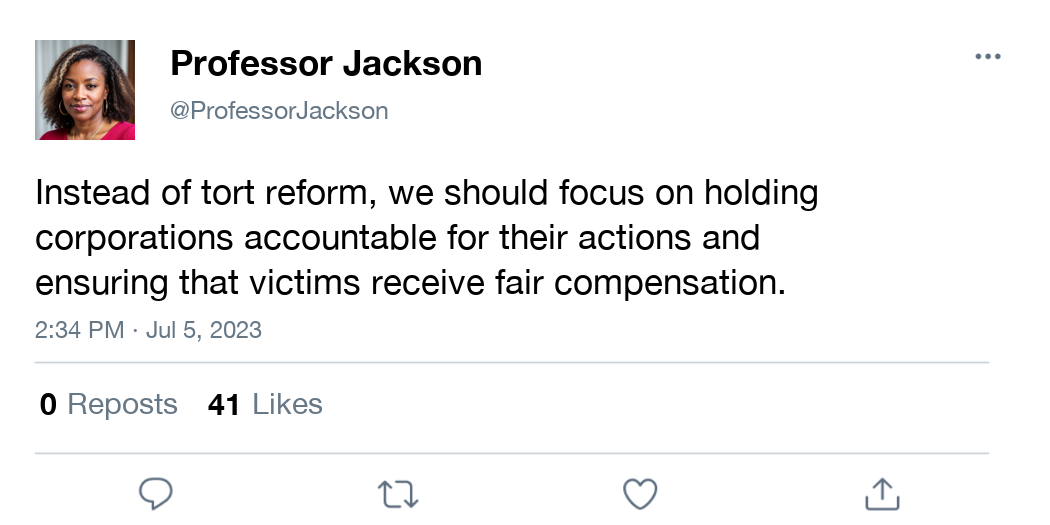 Professor Jackson
@ProfessorJackson
Instead of tort reform, we should focus on holding
corporations accountable for their actions and
ensuring that victims receive fair compensation.
2:34 PM · Jul 5, 2023
0 Reposts 41 Likes